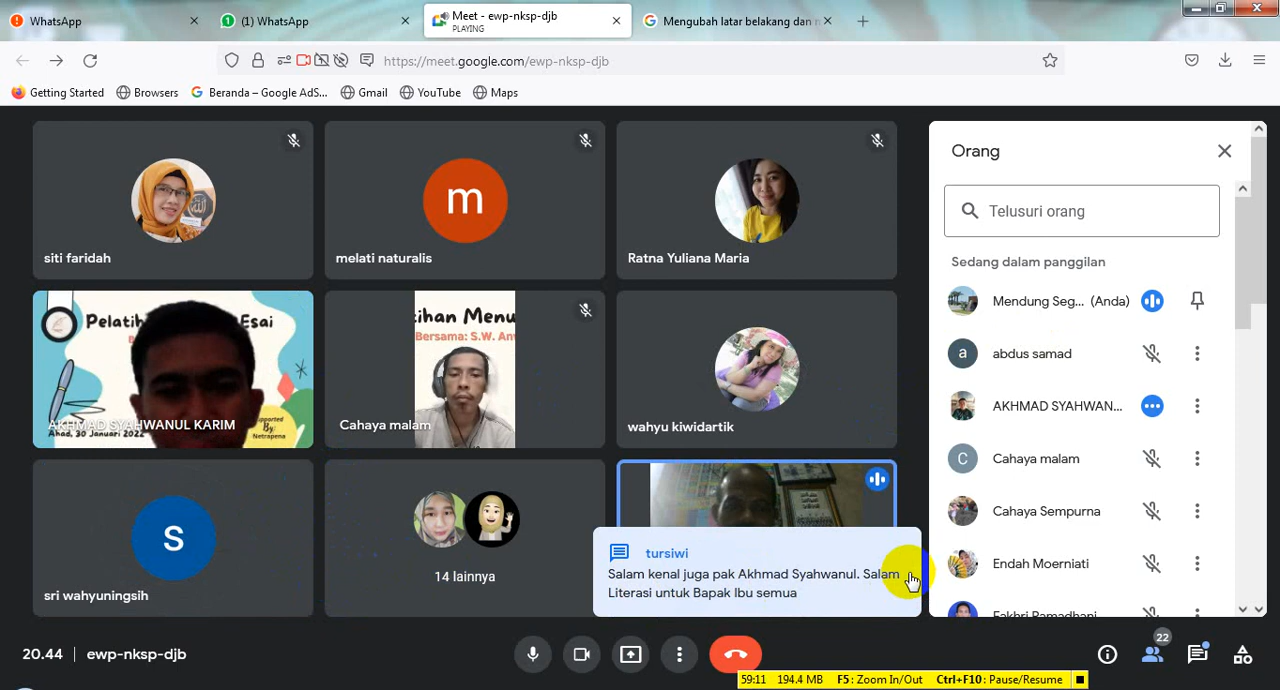 WhatsApp
(1) WhatsApp
Meet - ewp-nksp-djb
PLAYING
Mengubah latar belakang dan
https://meet.google.com/ewp-nksp-djb
Getting Started
Browsers
Beranda – Google AdS...
Gmail
YouTube
Maps
siti faridah
m
melati naturalis
Ratna Yuliana Maria
Pelatih
Esai
AKHMAD SYAHWANUL KARIM
Ahad, 30 Januari 2022
Supported
By:
Netrapena
tihan Menu
Bersama: S.W. An
Cahaya malam
wahyu kiwidartik
s
sri wahyuningsih
14 lainnya
tursiwi
Salam kenal juga pak Akhmad Syahwanul. Salam
Literasi untuk Bapak Ibu semua
Orang
Telusuri orang
Sedang dalam panggilan
Mendung Seg... (Anda)
a
abdus samad
AKHMAD SYAHWAN...
C
Cahaya malam
Cahaya Sempurna
Endah Moerniati
Fakhri Ramadhani
20.44
ewp-nksp-djb
22
59:11 194.4 MB F5: Zoom In/Out Ctrl+F10: Pause/Resume